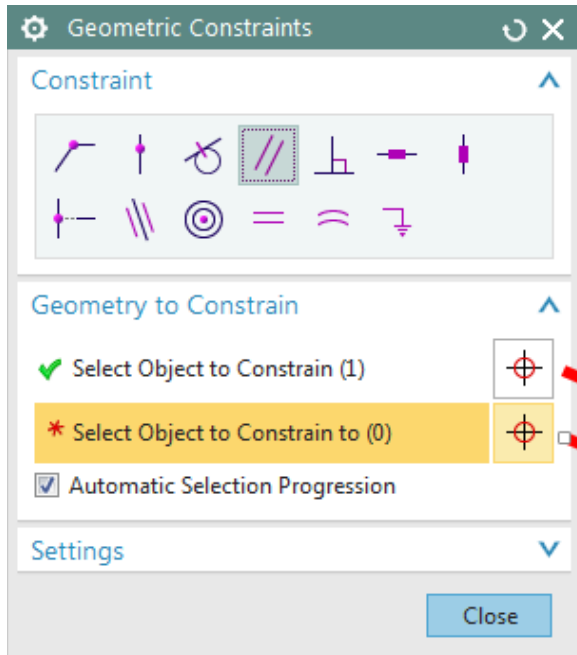 Geometric Constraints
Constraint
Geometry to Constrain
Select Object to Constrain (1)
* Select Object to Constrain to (0)
Automatic Selection Progression
Settings
Close